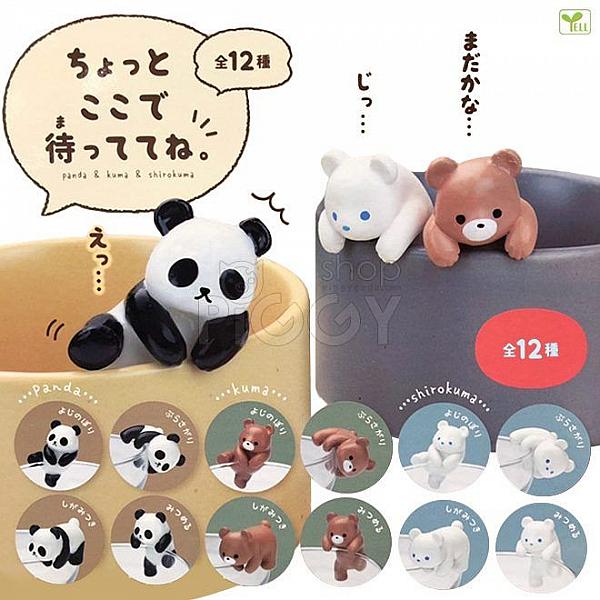 ちょっと
ここで
待っててね。
ま
panda & kuma & shirokuma
全12種
YELL
まだかな…
じっ…
えっ…
shop
PIGGY
全12種
…panda…
…kuma…
…shirokuma…
よじのぼり
ぶらさがり
よじのぼり
ぶらさがり
よじのぼり
ぶらさがり
しがみつき
みつめる
しがみつき
みつめる
しがみつき
みつめる